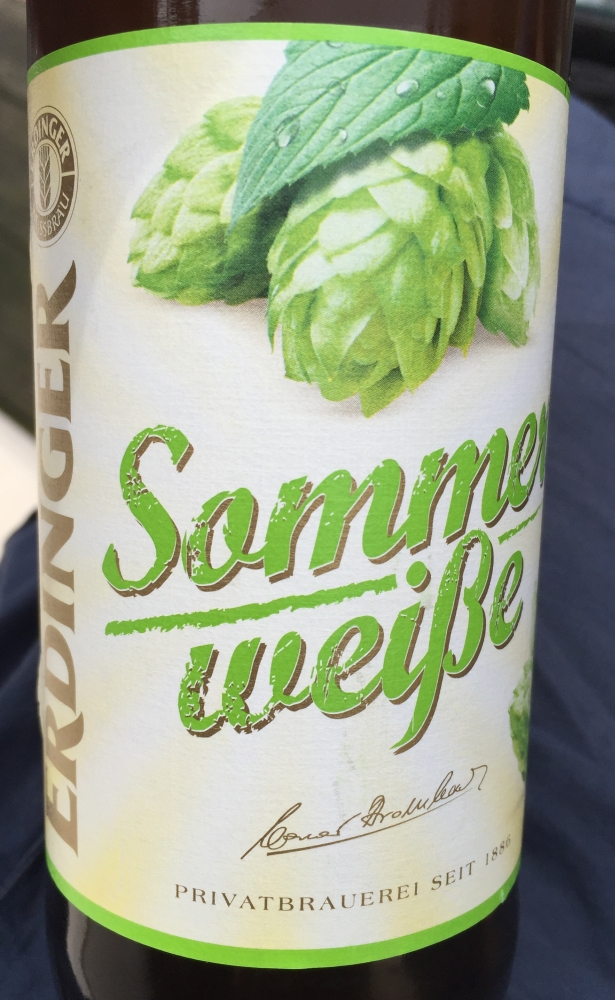 ERDINGER
Sommer
weiße
PRIVATBRAUEREI SEIT 1886